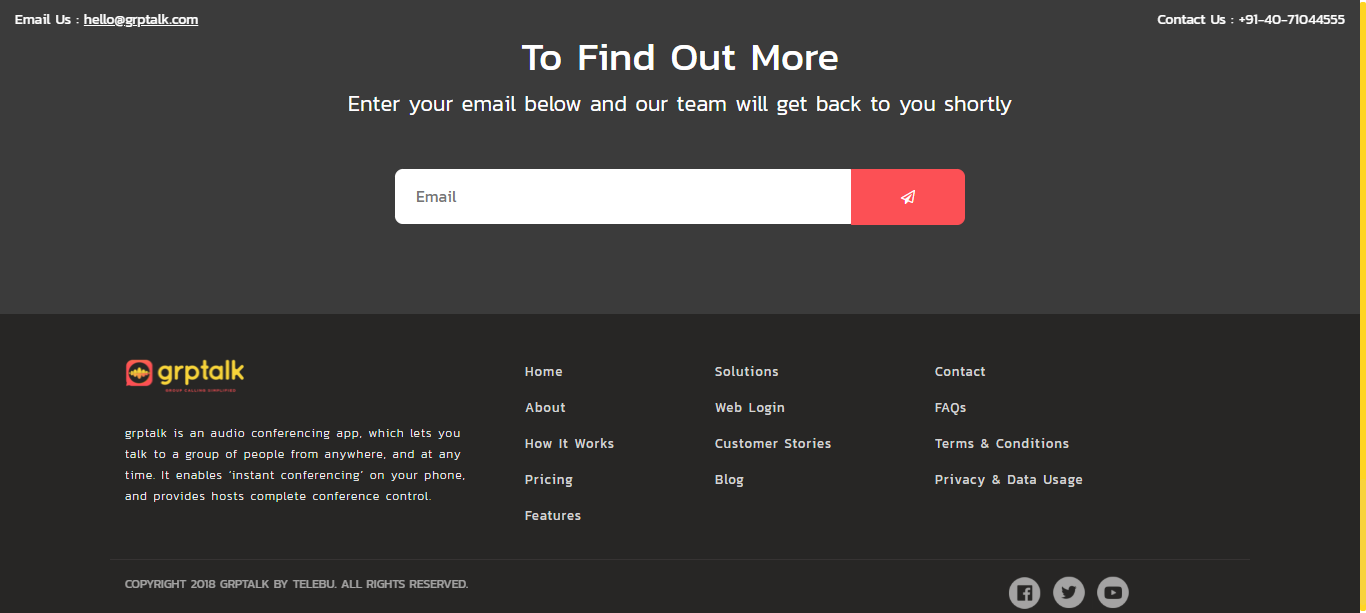 Email Us : hello@grptalk.com
Contact Us : +91-40-71044555
To Find Out More
Enter your email below and our team will get back to you shortly
Email
grptalk
GROUP CALLING SIMPLIFIED
grptalk is an audio conferencing app, which lets you
talk to a group of people from anywhere, and at any
time. It enables ‘instant conferencing’ on your phone,
and provides hosts complete conference control.
Home
About
How It Works
Pricing
Features
Solutions
Web Login
Customer Stories
Blog
Contact
FAQs
Terms & Conditions
Privacy & Data Usage
COPYRIGHT 2018 GRPTALK BY TELEBU. ALL RIGHTS RESERVED.